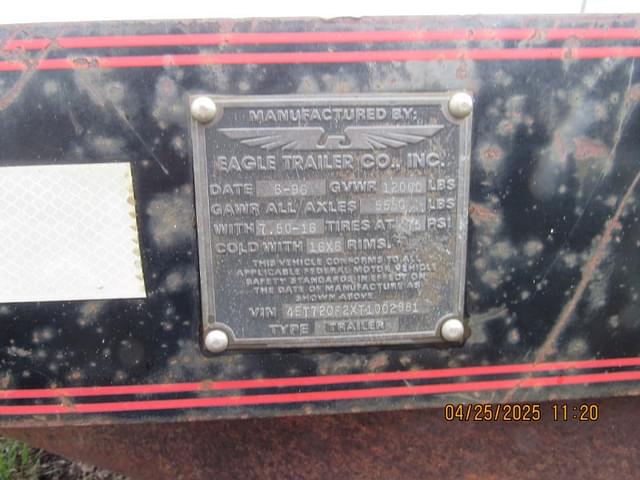 MANUFACTURED BY:
EAGLE TRAILER CO., INC.
DATE 6-96 GVWR 12000 LBS
GAWR ALL AXLES 5550 LBS
WITH 7.50-16 TIRES AT 75 PSI
COLD WITH 16X6 RIMS.
THIS VEHICLE CONFORMS TO ALL
APPLICABLE FEDERAL MOTOR VEHICLE
SAFETY STANDARDS IN EFFECT ON
THE DATE OF MANUFACTURE AS
SHOWN ABOVE
VIN
TYPE TRAILER
04/25/2025 11:20